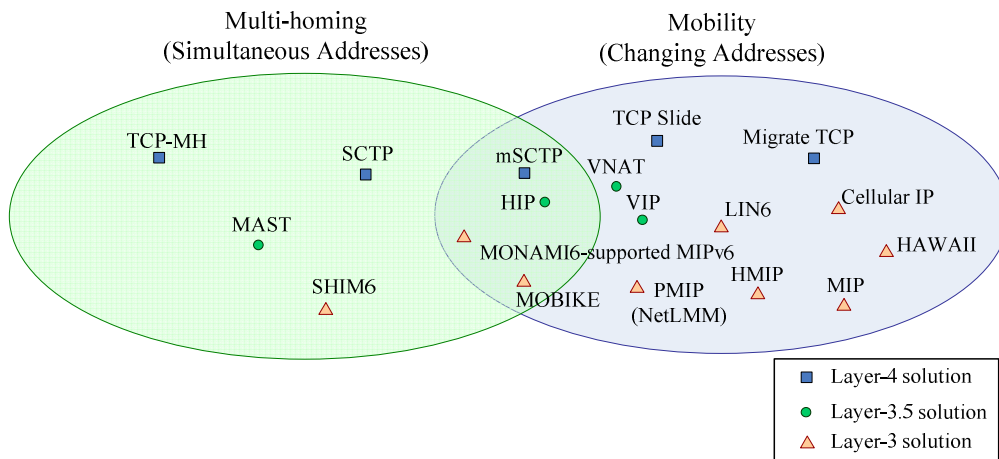 Multi-homing
(Simultaneous Addresses)
Mobility
(Changing Addresses)
TCP-MH
SCTP
mSCTP
TCP Slide
Migrate TCP
VNAT
HIP
VIP
LIN6
Cellular IP
MAST
MONAMI6-supported MIPv6
HAWAII
SHIM6
MOBIKE
PMIP
(NetLMM)
HMIP
MIP
Layer-4 solution
Layer-3.5 solution
Layer-3 solution